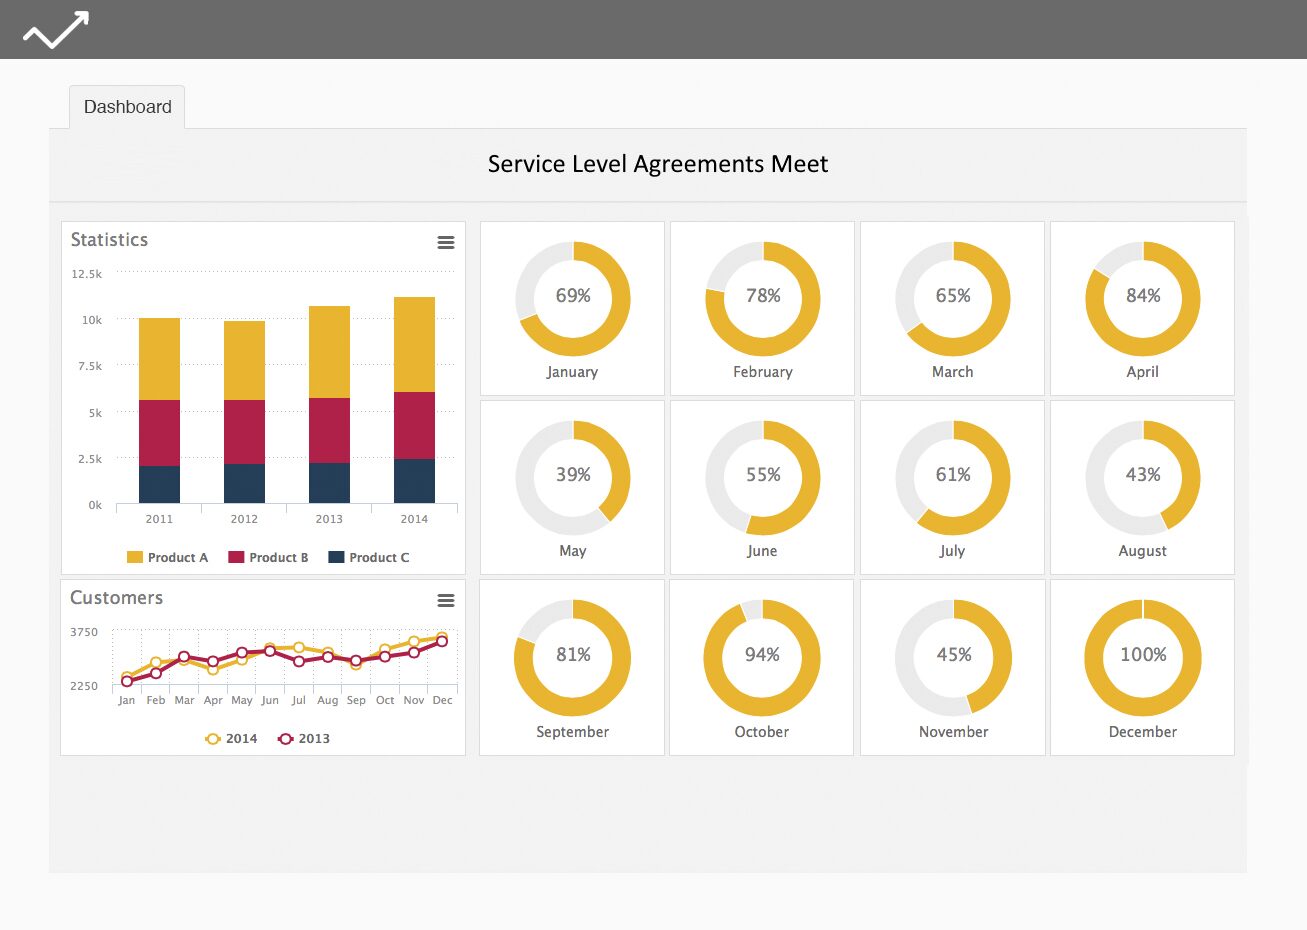 Dashboard
Service Level Agreements Meet
Statistics
12.5k
10k
7.5k
5k
2.5k
0k
2011 2012 2013 2014
Product A Product B Product C
Customers
3750
2250
Jan Feb Mar Apr May Jun Jul Aug Sep Oct Nov Dec
2014 2013
69% 78% 65% 84%
January February March April
39% 55% 61% 43%
May June July August
81% 94% 45% 100%
September October November December